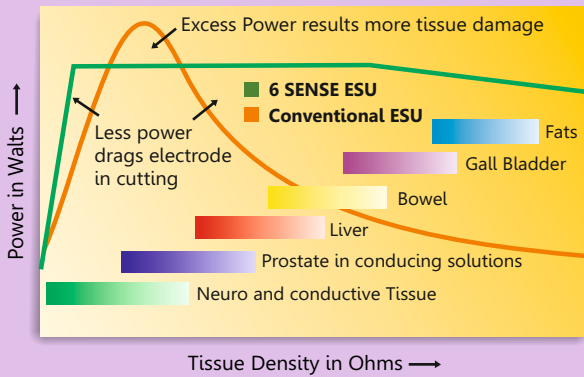 Excess Power results more tissue damage
6 SENSE ESU
Conventional ESU
Less power
drags electrode
in cutting
Fats
Gall Bladder
Bowel
Liver
Prostate in conducing solutions
Neuro and conductive Tissue
Power in Walts
Tissue Density in Ohms